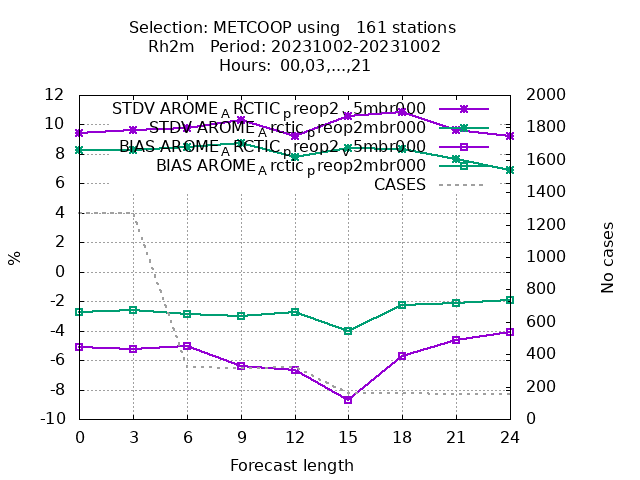 Selection: METCOOP using 161 stations
Rh2m Period: 20231002-20231002
Hours: 00,03,...,21
STDV AROME_ARCTIC_preop2_v5mbr000
STDV AROME_Arctic_preop2mbr000
BIAS AROME_ARCTIC_preop2_v5mbr000
BIAS AROME_Arctic_preop2mbr000
CASES
12
10
8
6
4
2
0
-2
-4
-6
-8
-10
%
2000
1800
1600
1400
1200
1000
800
600
400
200
0
No cases
0 3 6 9 12 15 18 21 24
Forecast length